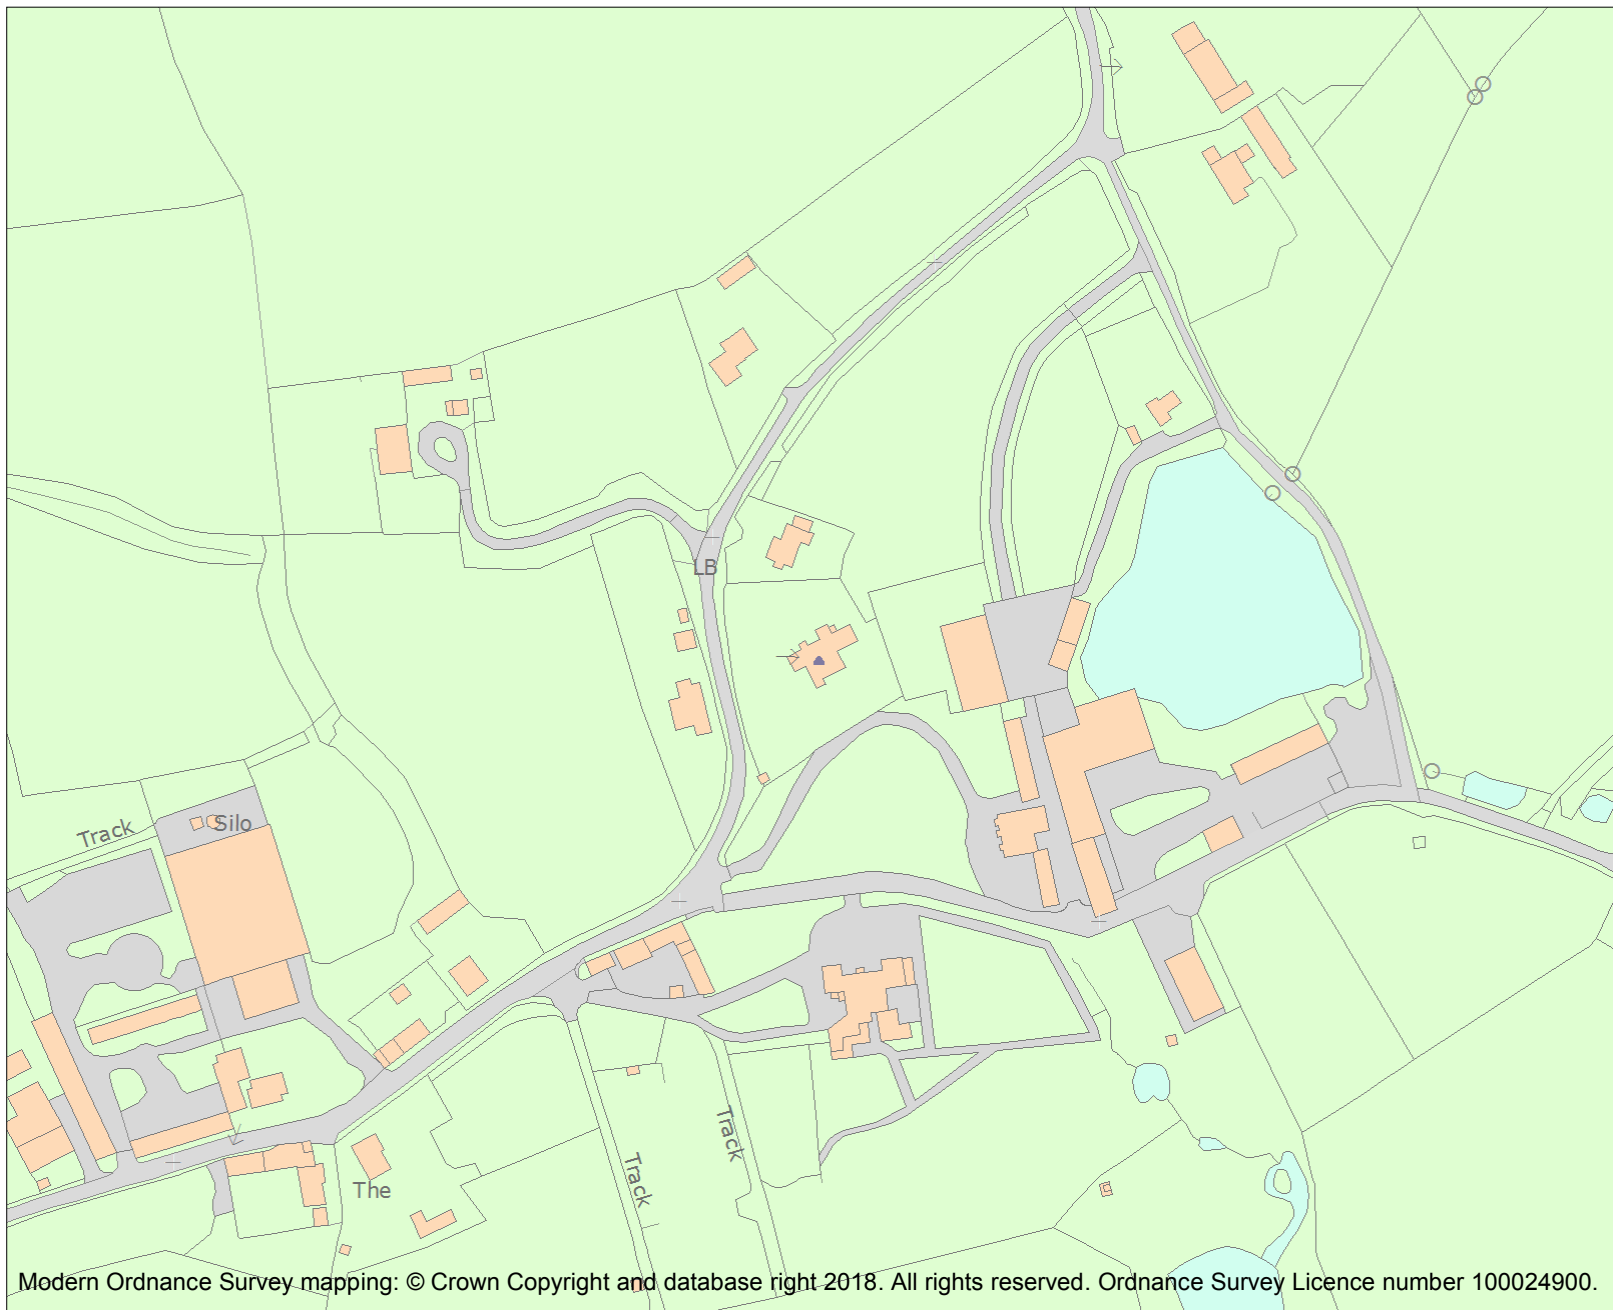 LB
Track
Silo
Track
Track
The
Modern Ordnance Survey mapping: © Crown Copyright and database right 2018. All rights reserved. Ordnance Survey Licence number 100024900.